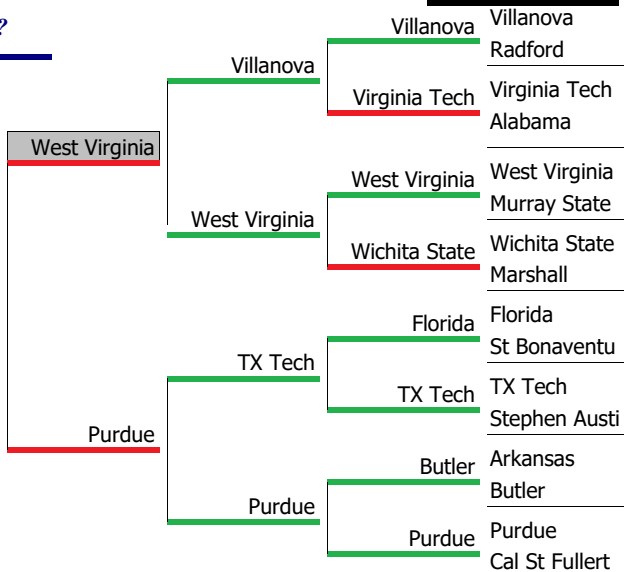 ?
West Virginia
Purdue
Villanova
West Virginia
TX Tech
Purdue
Villanova
Virginia Tech
West Virginia
Wichita State
Florida
TX Tech
Butler
Purdue
Villanova
Radford
Virginia Tech
Alabama
West Virginia
Murray State
Wichita State
Marshall
Florida
St Bonaventu
TX Tech
Stephen Austi
Arkansas
Butler
Purdue
Cal St Fullert